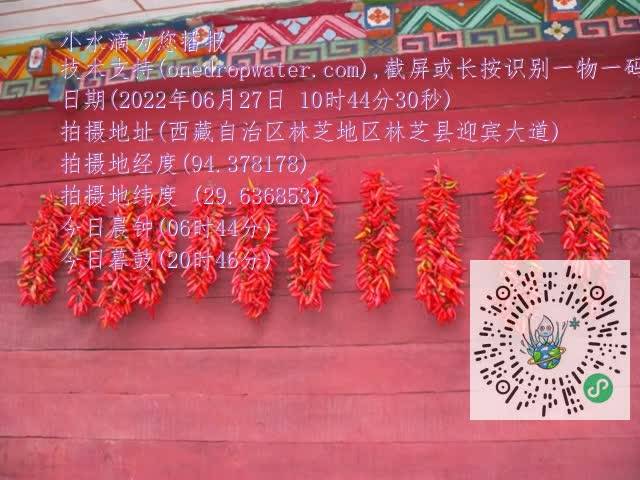 小水滴为您播报
技术支持(onedropwater.com),截屏或长按识别一物一码
日期(2022年06月27日 10时44分30秒)
拍摄地址(西藏自治区林芝地区林芝县迎宾大道)
拍摄地经度(94.378178)
拍摄地纬度 (29.636853)
今日晨钟(06时44分)
今日暮鼓(20时46分)